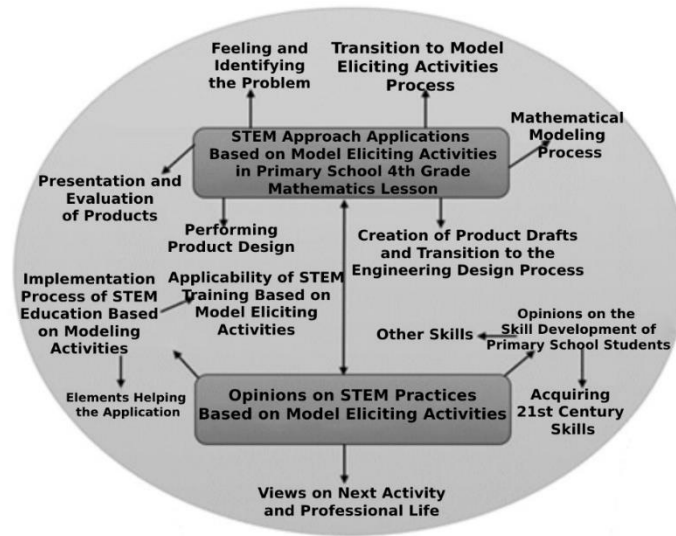 Feeling and
Identifying
the Problem
Transition to Model
Eliciting Activities
Process
STEM Approach Applications
Based on Model Eliciting Activities
in Primary School 4th Grade
Mathematics Lesson
Mathematical
Modeling
Process
Presentation and
Evaluation
of Products
Performing
Product Design
Creation of Product Drafts
and Transition to the
Engineering Design Process
Implementation
Process of STEM
Education Based
on Modeling
Activities
Applicability of STEM
Training Based on
Model Eliciting
Activities
Other Skills
Opinions on the
Skill Development of
Primary School Students
Elements Helping
the Application
Opinions on STEM Practices
Based on Model Eliciting Activities
Acquiring
21st Century
Skills
Views on Next Activity
and Professional Life